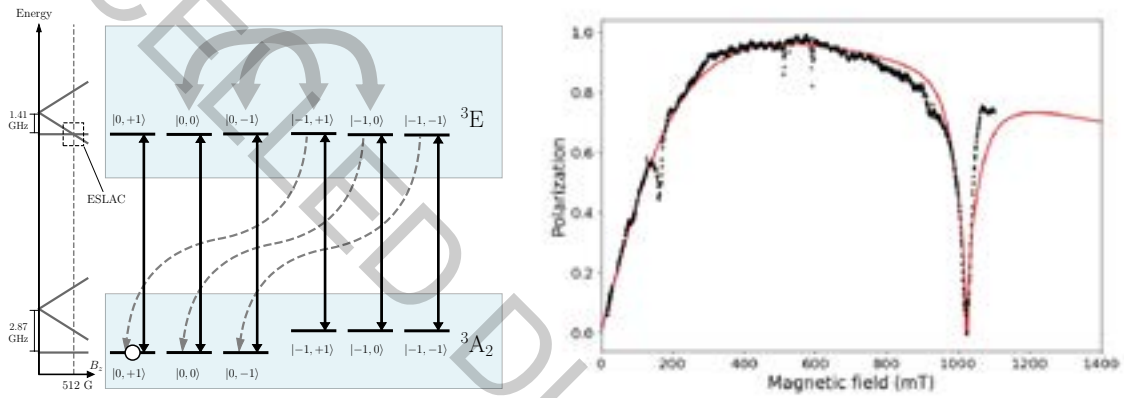 Energy
1.41
GHz
ESLAC
2.87
GHz
B_z
512 G
|0,+1⟩ |0,0⟩ |0,-1⟩ |-1,+1⟩ |-1,0⟩ |-1,-1⟩
³E
|-1,+1⟩ |-1,0⟩ |-1,-1⟩
³A₂
|0,+1⟩ |0,0⟩ |0,-1⟩
CELED D
Polarization
1.0
0.8
0.6
0.4
0.2
0.0
0 200 400 600 800 1000 1200 1400
Magnetic field (mT)